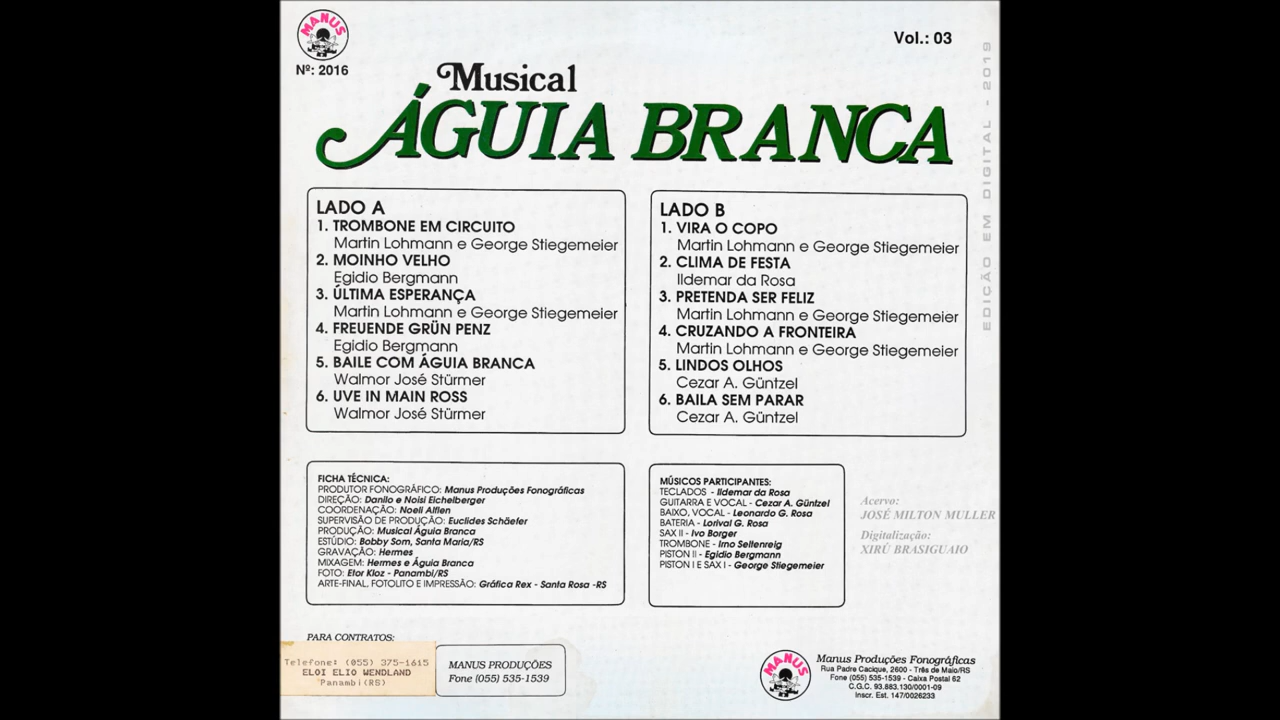 MANUS
Nº: 2016
Vol.: 03
Musical
ÁGUIA BRANCA
LADO A
1. TROMBONE EM CIRCUITO
Martin Lohmann e George Stiegemeier
2. MOINHO VELHO
Egidio Bergmann
3. ÚLTIMA ESPERANÇA
Martin Lohmann e George Stiegemeier
4. FREUENDE GRÜN PENZ
Egidio Bergmann
5. BAILE COM ÁGUIA BRANCA
Walmor José Stürmer
6. UVE IN MAIN ROSS
Walmor José Stürmer
LADO B
1. VIRA O COPO
Martin Lohmann e George Stiegemeier
2. CLIMA DE FESTA
Ildemar da Rosa
3. PRETENDA SER FELIZ
Martin Lohmann e George Stiegemeier
4. CRUZANDO A FRONTEIRA
Martin Lohmann e George Stiegemeier
5. LINDOS OLHOS
Cezar A. Güntzel
6. BAILA SEM PARAR
Cezar A. Güntzel
EDIÇÃO EM DIGITAL - 2019
FICHA TÉCNICA:
PRODUTOR FONOGRÁFICO: Manus Produções Fonográficas
DIREÇÃO: Danilo e Noisi Eichelberger
COORDENAÇÃO: Noeli Alflen
SUPERVISÃO DE PRODUÇÃO: Euclides Schäefer
PRODUÇÃO: Musical Águia Branca
ESTÚDIO: Bobby Som, Santa Maria/RS
GRAVAÇÃO: Hermes
MIXAGEM: Hermes e Águia Branca
FOTO: Etor Kloz - Panambi/RS
ARTE-FINAL, FOTOLITO E IMPRESSÃO: Gráfica Rex - Santa Rosa -RS
MÚSICOS PARTICIPANTES:
TECLADOS - Ildemar da Rosa
GUITARRA E VOCAL - Cezar A. Güntzel
BAIXO, VOCAL - Leonardo G. Rosa
BATERIA - Lorival G. Rosa
SAX II - Ivo Borger
TROMBONE - Irno Seltenreig
PISTON II - Egidio Bergmann
PISTON I E SAX I - George Stiegemeier
Acervo:
JOSÉ MILTON MULLER
Digitalização:
XIRÚ BRASIGUAIO
PARA CONTRATOS:
Telefone: (055) 375-1615
ELOI ELIO WENDLAND
Panambi(RS)
MANUS PRODUÇÕES
Fone (055) 535-1539
MANUS
Manus Produções Fonográficas
Rua Padre Cacique, 2600 - Três de Maio/RS
Fone (055) 535-1539 - Caixa Postal 62
C.G.C. 93.883.130/0001-09
Inscr. Est. 147/0026233